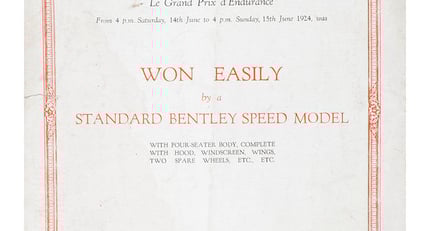 Le Grand Prix d'Endurance
From 4 p.m. Saturday, 14th June to 4 p.m. Sunday, 15th June 1924, was
WON EASILY
by a
STANDARD BENTLEY SPEED MODEL
WITH FOUR-SEATER BODY, COMPLETE
WITH HOOD, WINDSCREEN, WINGS,
TWO SPARE WHEELS, ETC., ETC.